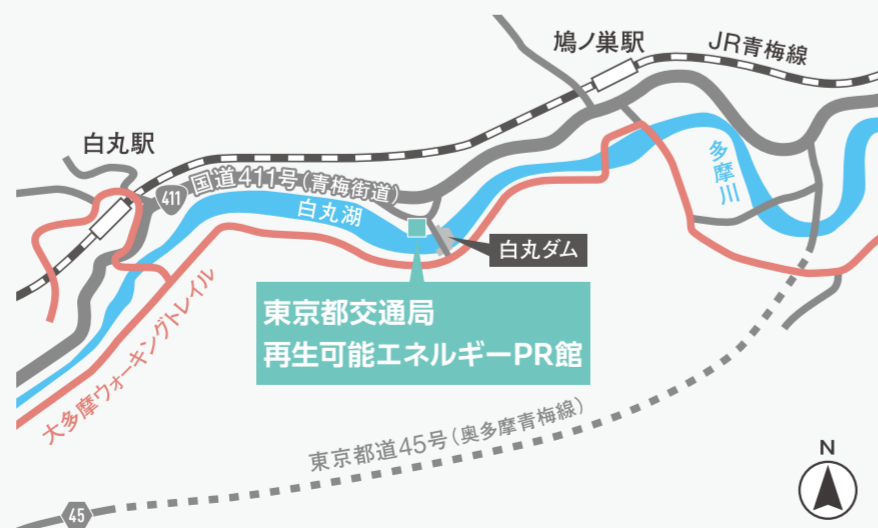 鳩ノ巣駅
JR青梅線
白丸駅
多摩川
411
国道411号(青梅街道)
白丸湖
白丸ダム
東京都交通局
再生可能エネルギーPR館
大多摩ウォーキングトレイル
東京都道45号(奥多摩青梅線)
N
45